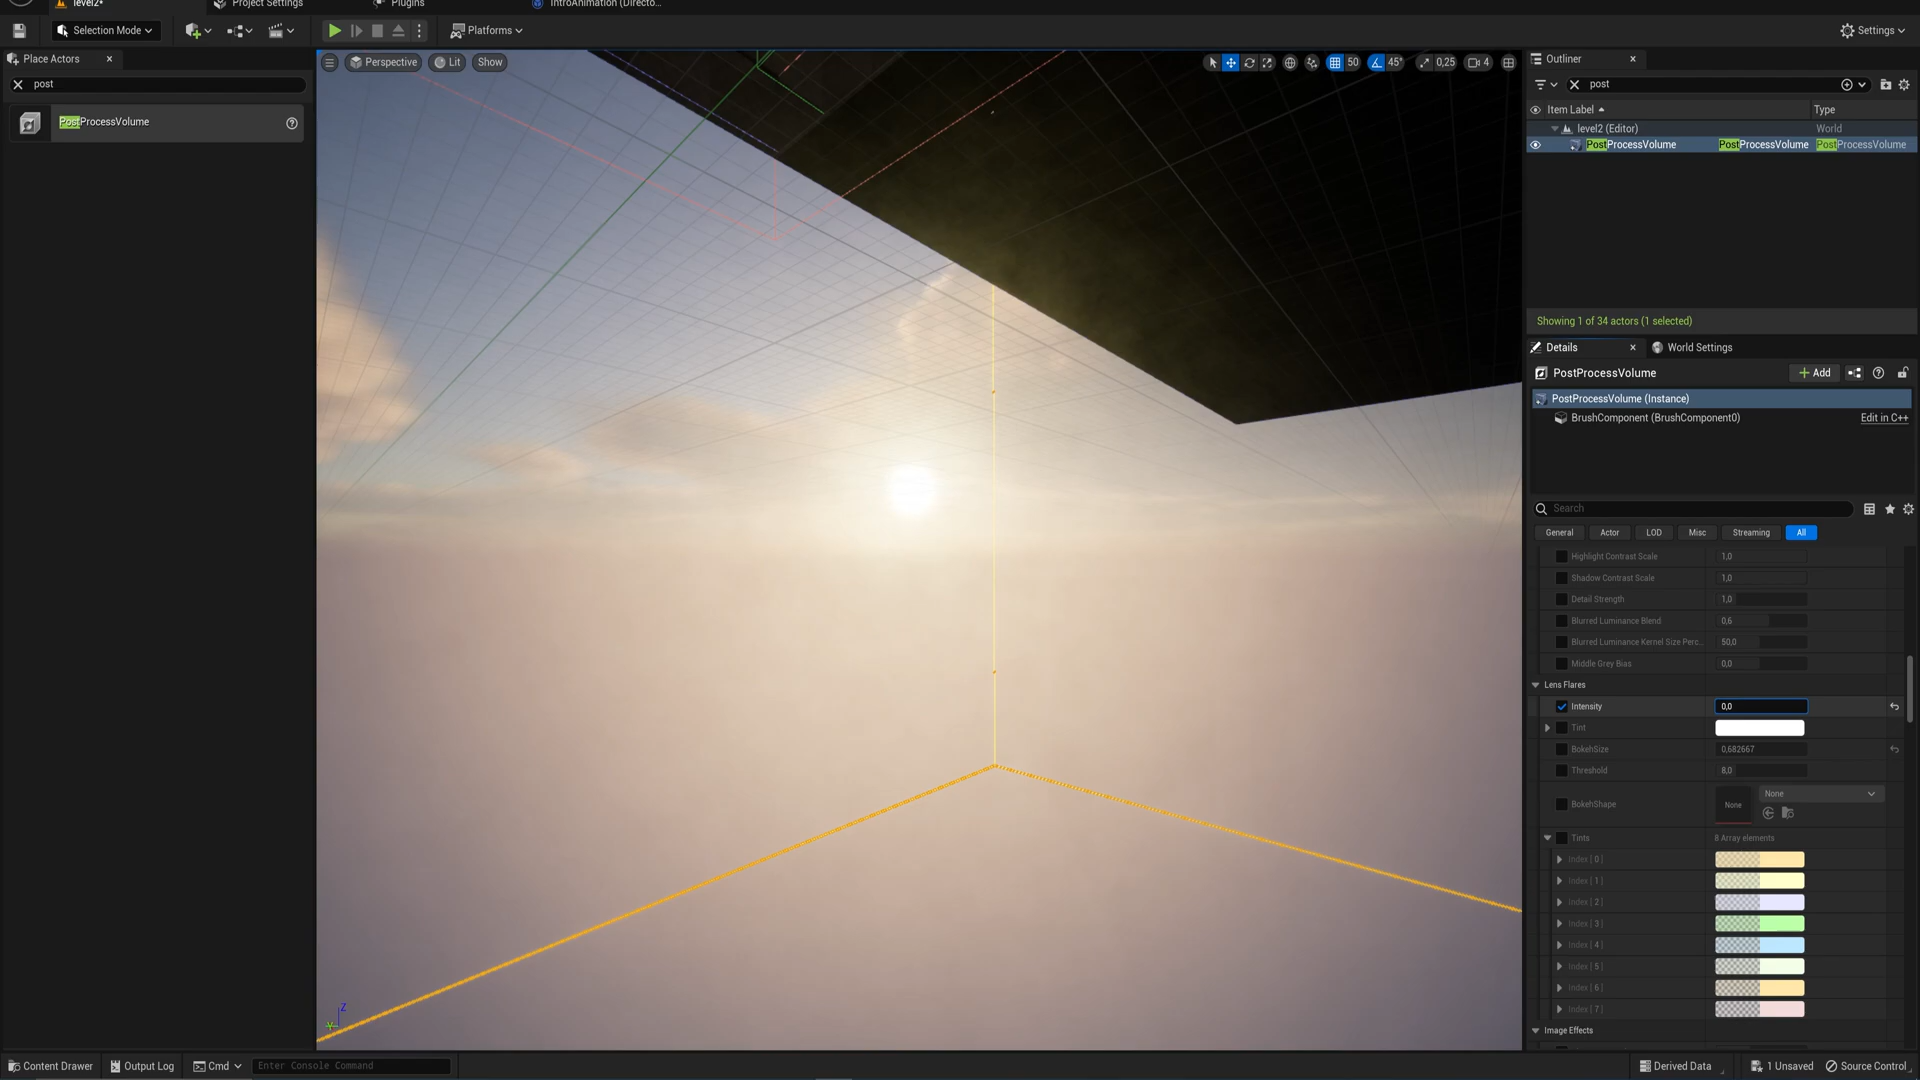 level2*
Project Settings
Plugins
IntroAnimation (Directo...
Selection Mode
Platforms
Settings
Place Actors
post
PostProcessVolume
Perspective
Lit
Show
50
45°
0,25
4
Outliner
post
Item Label
Type
level2 (Editor)
World
PostProcessVolume
PostProcessVolume
PostProcessVolume
Showing 1 of 34 actors (1 selected)
Details
World Settings
PostProcessVolume
Add
PostProcessVolume (Instance)
BrushComponent (BrushComponent0)
Edit in C++
Search
General
Actor
LOD
Misc
Streaming
All
Highlight Contrast Scale
1,0
Shadow Contrast Scale
1,0
Detail Strength
1,0
Blurred Luminance Blend
0,6
Blurred Luminance Kernel Size Perc...
50,0
Middle Grey Bias
0,0
Lens Flares
Intensity
0,0
Tint
BokehSize
0,682667
Threshold
8,0
BokehShape
None
None
Tints
8 Array elements
Index [ 0 ]
Index [ 1 ]
Index [ 2 ]
Index [ 3 ]
Index [ 4 ]
Index [ 5 ]
Index [ 6 ]
Index [ 7 ]
Image Effects
Z
Y
Content Drawer
Output Log
Cmd
Enter Console Command
Derived Data
1 Unsaved
Source Control